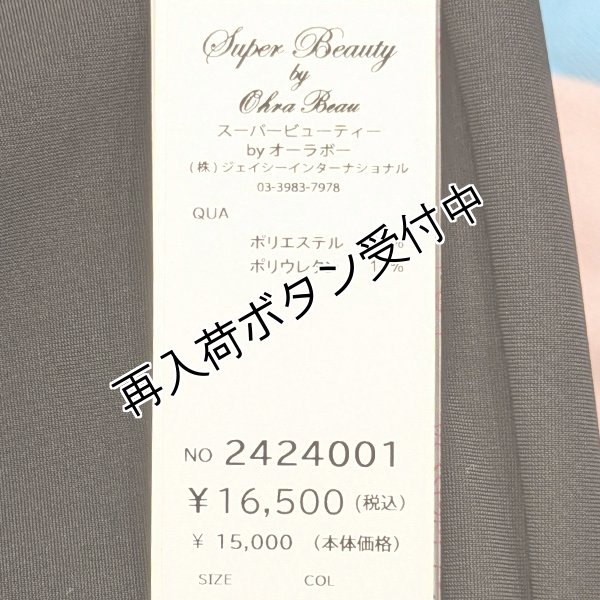 Super Beauty
by
Ohra Beau
スーパービューティー
byオーラボー
(株)ジェイシーインターナショナル
03-3983-7978
QUA
ポリエステル %
ポリウレタン %
再入荷ボタン受付中
NO 2424001
¥16,500(税込)
¥ 15,000 (本体価格)
SIZE COL